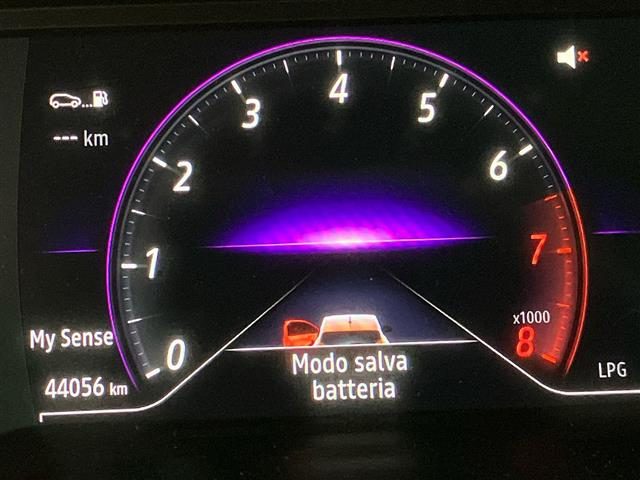 --- km
0
1
2
3
4
5
6
7
8
x1000
My Sense
44056 km
Modo salva
batteria
LPG